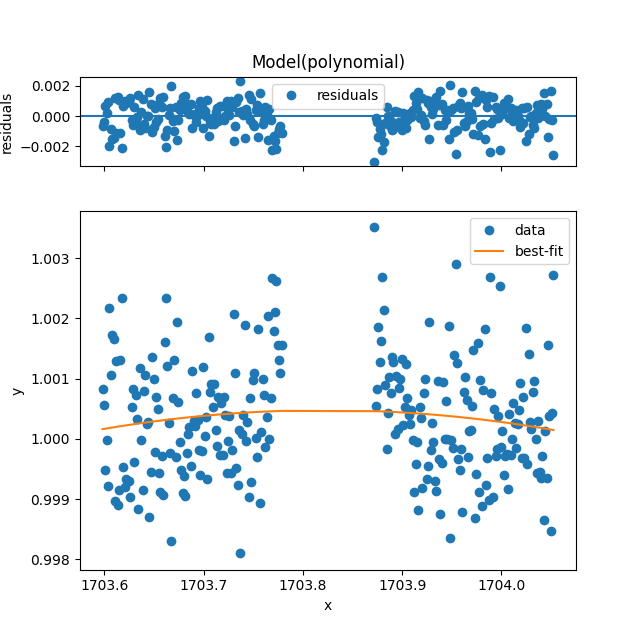 Model(polynomial)
residuals
0.002
0.000
−0.002
residuals
y
1.003
1.002
1.001
1.000
0.999
0.998
data
best-fit
1703.6
1703.7
1703.8
1703.9
1704.0
x